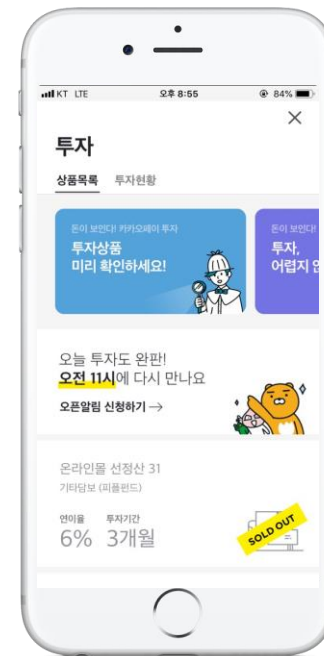 KT LTE 오후 8:55 84%
투자
상품목록 투자현황
돈이 보인다! 카카오페이 투자
투자상품
미리 확인하세요!
돈이 보인다!
투자,
어렵지
오늘 투자도 완판!
오전 11시에 다시 만나요
오픈알림 신청하기 →
온라인몰 선정산 31
기타담보 (피플펀드)
연이율 투자기간
6% 3개월
SOLD OUT